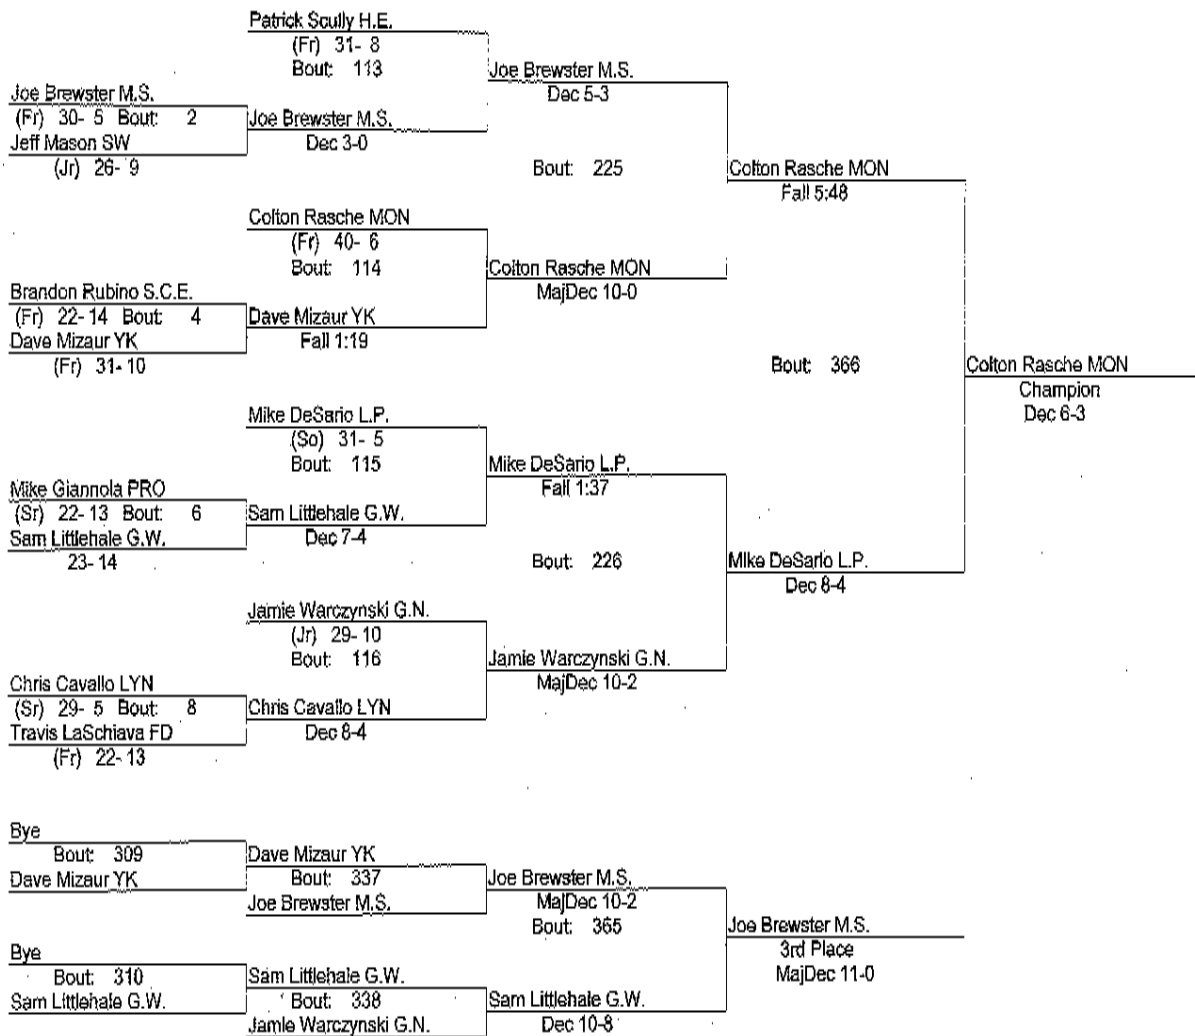 Patrick Scully H.E.
(Fr) 31- 8
Bout: 113
Joe Brewster M.S.
Dec 5-3
Joe Brewster M.S.
(Fr) 30- 5 Bout: 2
Joe Brewster M.S.
Jeff Mason SW
Dec 3-0
(Jr) 26- 9
Bout: 225
Colton Rasche MON
Fall 5:48
Colton Rasche MON
(Fr) 40- 6
Bout: 114
Colton Rasche MON
MajDec 10-0
Brandon Rubino S.C.E.
(Fr) 22- 14 Bout: 4
Dave Mizaur YK
Dave Mizaur YK
Fall 1:19
(Fr) 31- 10
Bout: 366
Colton Rasche MON
Champion
Dec 6-3
Mike DeSario L.P.
(So) 31- 5
Bout: 115
Mike DeSario L.P.
Fall 1:37
Mike Giannola PRO
(Sr) 22- 13 Bout: 6
Sam Littlehale G.W.
Sam Littlehale G.W.
Dec 7-4
23- 14
Bout: 226
Mike DeSario L.P.
Dec 8-4
Jamie Warczynski G.N.
(Jr) 29- 10
Bout: 116
Jamie Warczynski G.N.
MajDec 10-2
Chris Cavallo LYN
(Sr) 29- 5 Bout: 8
Chris Cavallo LYN
Travis LaSchiava FD
Dec 8-4
(Fr) 22- 13
Bye
Bout: 309
Dave Mizaur YK
Dave Mizaur YK
Bout: 337
Joe Brewster M.S.
Joe Brewster M.S.
MajDec 10-2
Bout: 365
Joe Brewster M.S.
3rd Place
MajDec 11-0
Bye
Bout: 310
Sam Littlehale G.W.
Sam Littlehale G.W.
Bout: 338
Jamie Warczynski G.N.
Sam Littlehale G.W.
Dec 10-8